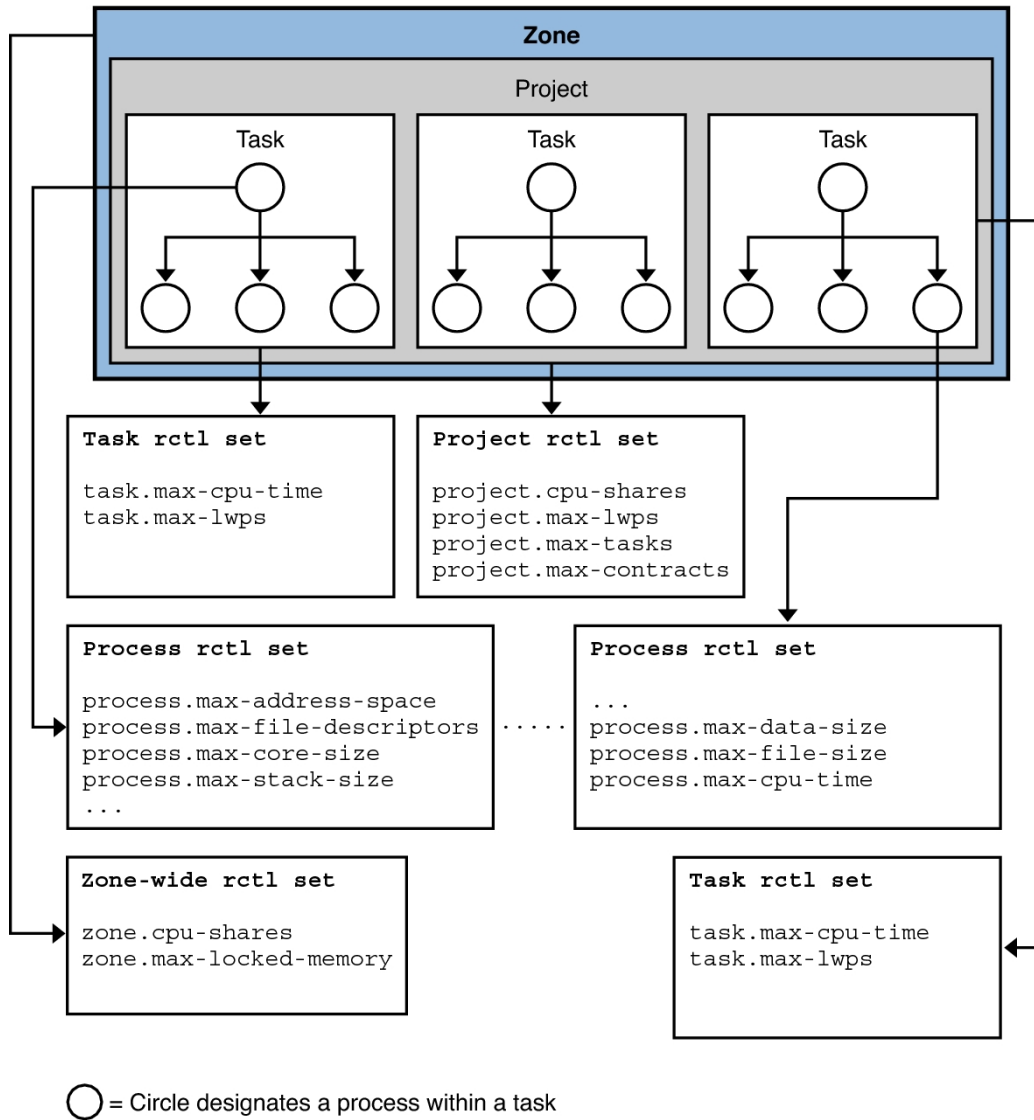 Zone
Project
Task
Task
Task
Task rctl set
task.max-cpu-time
task.max-lwps
Project rctl set
project.cpu-shares
project.max-lwps
project.max-tasks
project.max-contracts
Process rctl set
process.max-address-space
process.max-file-descriptors
process.max-core-size
process.max-stack-size
...
.....
Process rctl set
...
process.max-data-size
process.max-file-size
process.max-cpu-time
Zone-wide rctl set
zone.cpu-shares
zone.max-locked-memory
Task rctl set
task.max-cpu-time
task.max-lwps
= Circle designates a process within a task